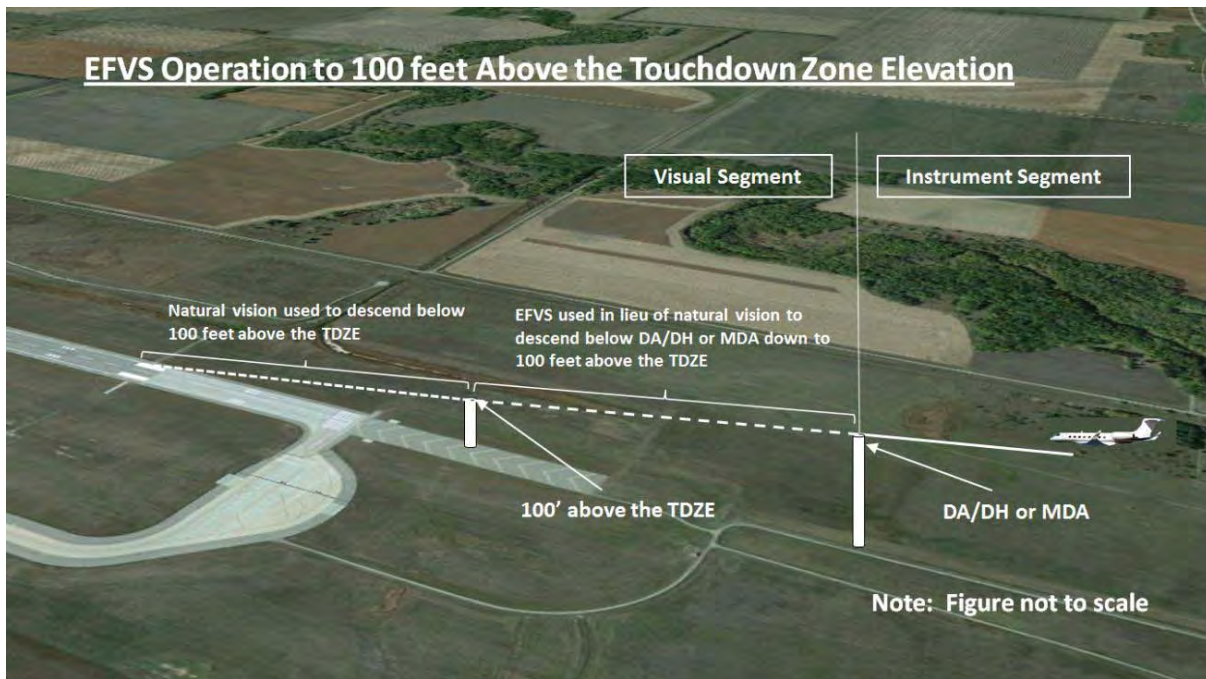 EFVS Operation to 100 feet Above the Touchdown Zone Elevation
Visual Segment
Instrument Segment
Natural vision used to descend below
100 feet above the TDZE
EFVS used in lieu of natural vision to
descend below DA/DH or MDA down to
100 feet above the TDZE
100’ above the TDZE
DA/DH or MDA
Note: Figure not to scale